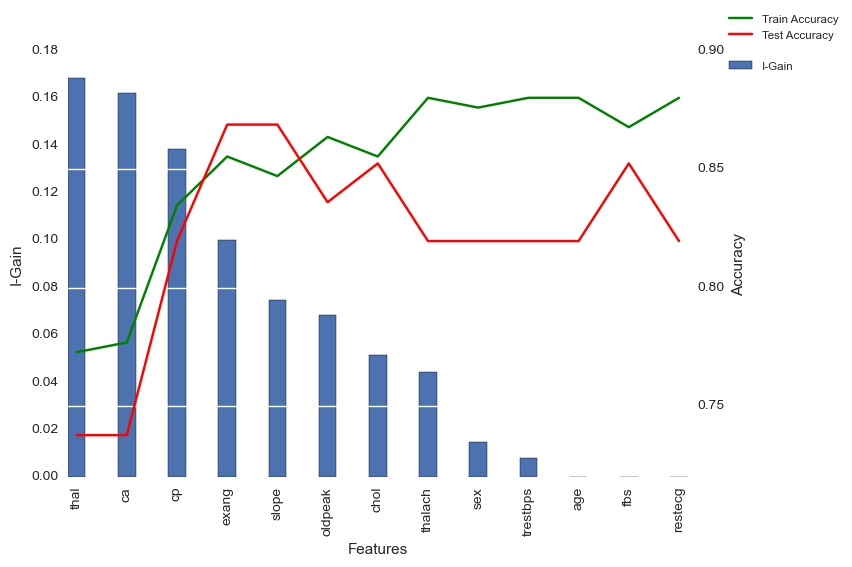 Train Accuracy
Test Accuracy
I-Gain
0.18
0.16
0.14
0.12
0.10
0.08
0.06
0.04
0.02
0.00
I-Gain
0.90
0.85
0.80
0.75
Accuracy
thal
ca
cp
exang
slope
oldpeak
chol
thalach
sex
trestbps
age
fbs
restecg
Features